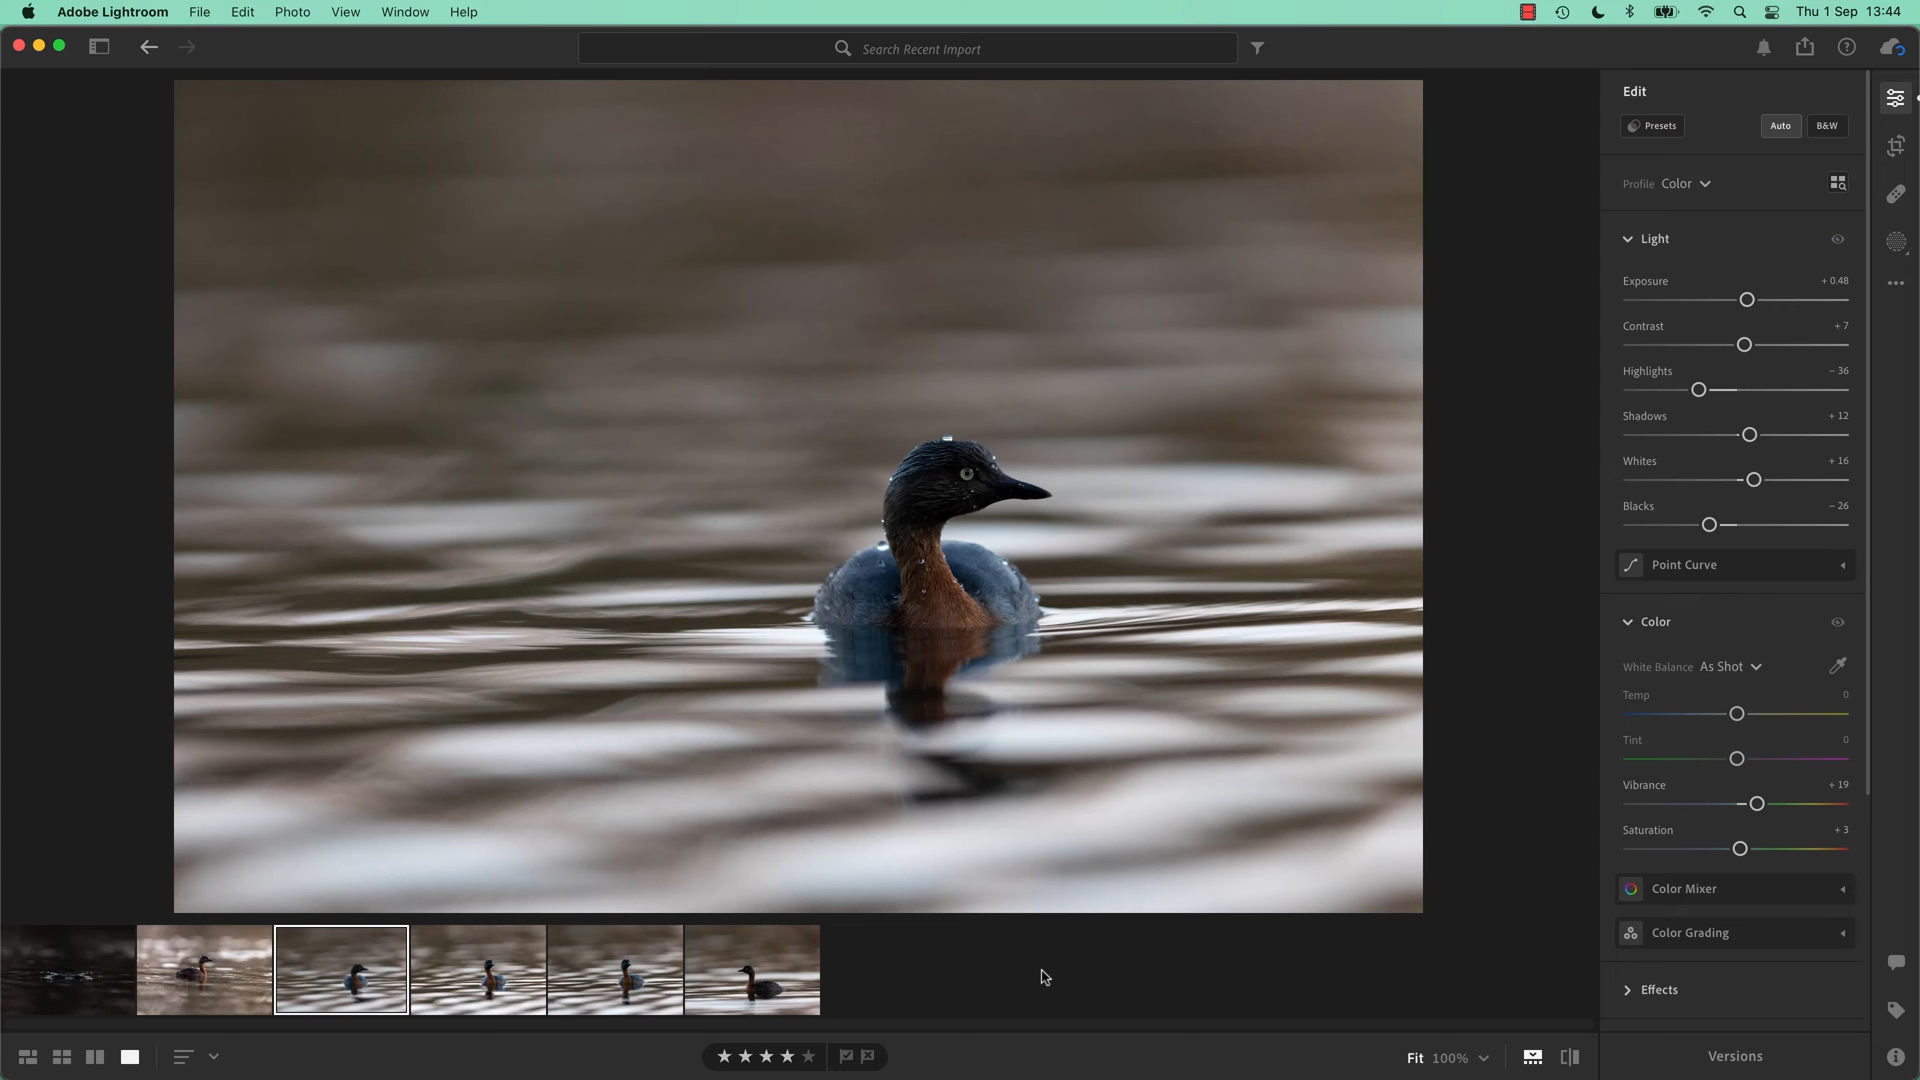 Adobe Lightroom File Edit Photo View Window Help Thu 1 Sep 13:44
Search Recent Import
Edit
Presets Auto B&W
Profile Color
Light
Exposure + 0.48
Contrast + 7
Highlights – 36
Shadows + 12
Whites + 16
Blacks – 26
Point Curve
Color
White Balance As Shot
Temp 0
Tint 0
Vibrance + 19
Saturation + 3
Color Mixer
Color Grading
Effects
Fit 100% Versions